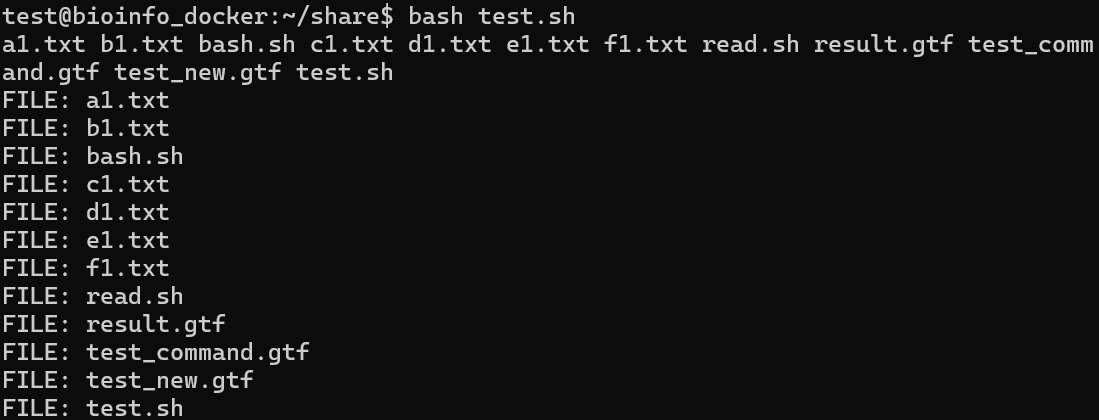 test@bioinfo_docker:~/share$ bash test.sh
a1.txt b1.txt bash.sh c1.txt d1.txt e1.txt f1.txt read.sh result.gtf test_comm
and.gtf test_new.gtf test.sh
FILE: a1.txt
FILE: b1.txt
FILE: bash.sh
FILE: c1.txt
FILE: d1.txt
FILE: e1.txt
FILE: f1.txt
FILE: read.sh
FILE: result.gtf
FILE: test_command.gtf
FILE: test_new.gtf
FILE: test.sh